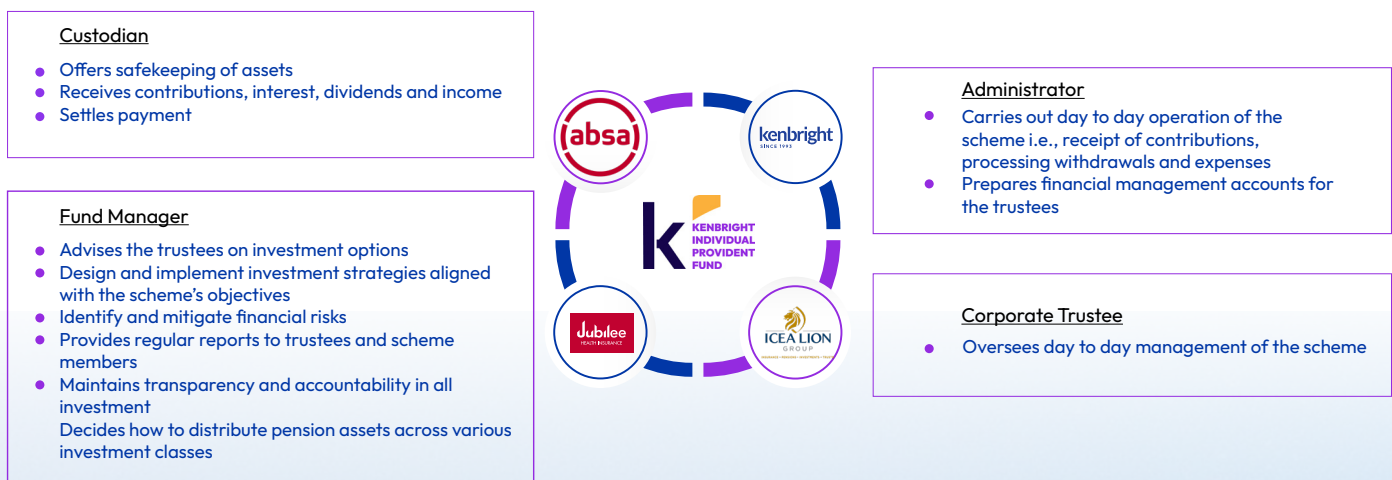 Custodian
Offers safekeeping of assets
Receives contributions, interest, dividends and income
Settles payment
Fund Manager
Advises the trustees on investment options
Design and implement investment strategies aligned
with the scheme's objectives
Identify and mitigate financial risks
Provides regular reports to trustees and scheme
members
Maintains transparency and accountability in all
investment
Decides how to distribute pension assets across various
investment classes
absa
kenbright
SINCE 1993
k
KENBRIGHT
INDIVIDUAL
PROVIDENT
FUND
Jubilee
HEALTH INSURANCE
ICEA LION
GROUP
Administrator
Carries out day to day operation of the
scheme i.e., receipt of contributions,
processing withdrawals and expenses
Prepares financial management accounts for
the trustees
Corporate Trustee
Oversees day to day management of the scheme